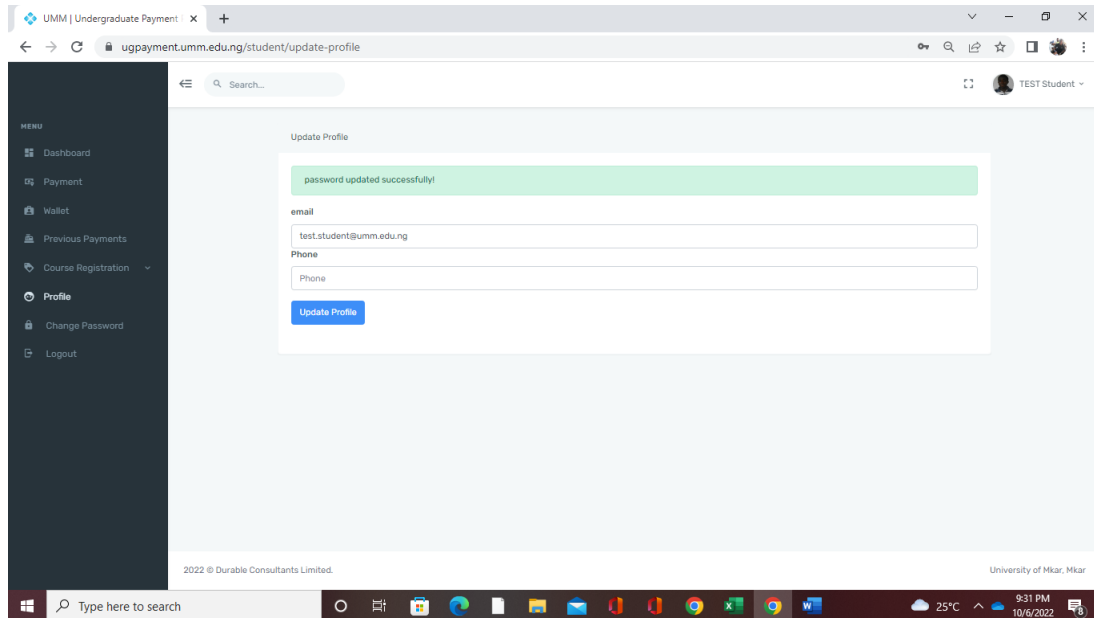 UMM | Undergraduate Payment
ugpayment.umm.edu.ng/student/update-profile
Search...
TEST Student
MENU
Dashboard
Payment
Wallet
Previous Payments
Course Registration
Profile
Change Password
Logout
Update Profile
password updated successfully!
email
test.student@umm.edu.ng
Phone
Phone
Update Profile
2022 © Durable Consultants Limited.
University of Mkar, Mkar
Type here to search
25°C
9:31 PM
10/6/2022
8